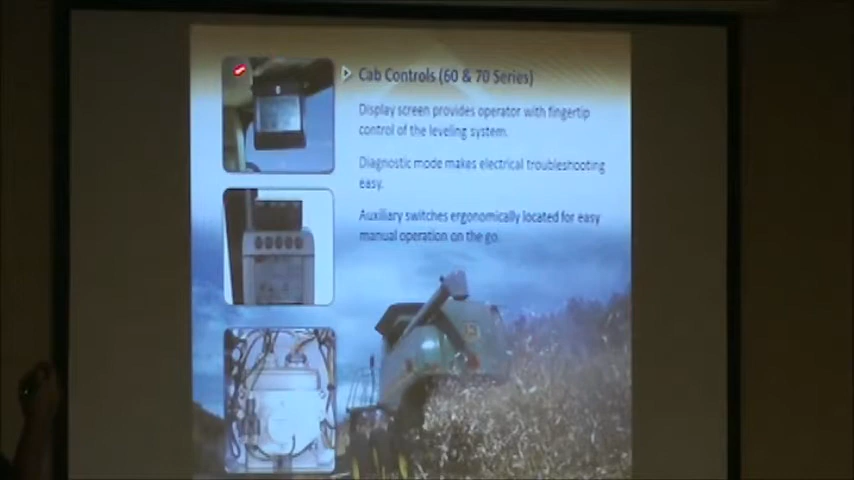 Cab Controls (60 & 70 Series)
Display screen provides operator with fingertip
control of the leveling system.
Diagnostic mode makes electrical troubleshooting
easy.
Auxiliary switches ergonomically located for easy
manual operation on the go.